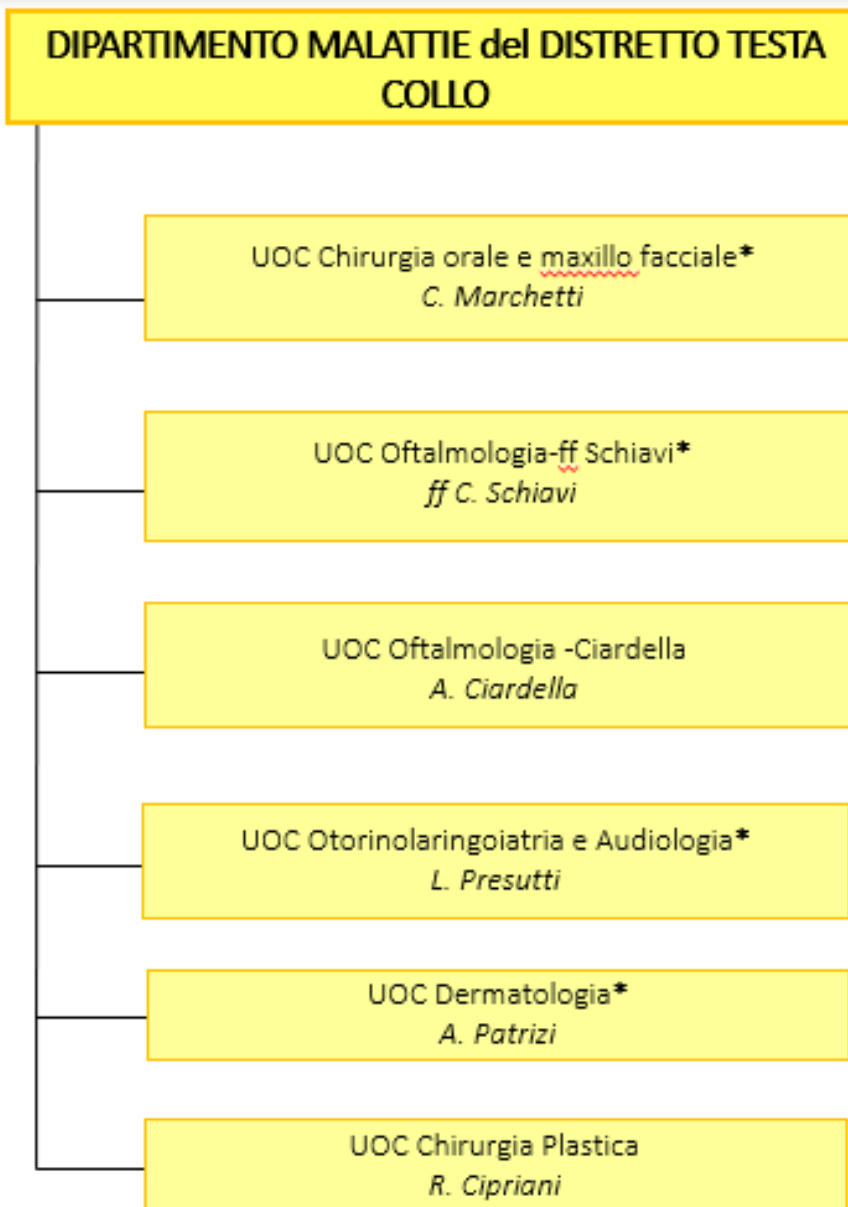 DIPARTIMENTO MALATTIE del DISTRETTO TESTA
COLLO
UOC Chirurgia orale e maxillo facciale*
C. Marchetti
UOC Oftalmologia-ff Schiavi*
ff C. Schiavi
UOC Oftalmologia -Ciardella
A. Ciardella
UOC Otorinolaringoiatria e Audiologia*
L. Presutti
UOC Dermatologia*
A. Patrizi
UOC Chirurgia Plastica
R. Cipriani